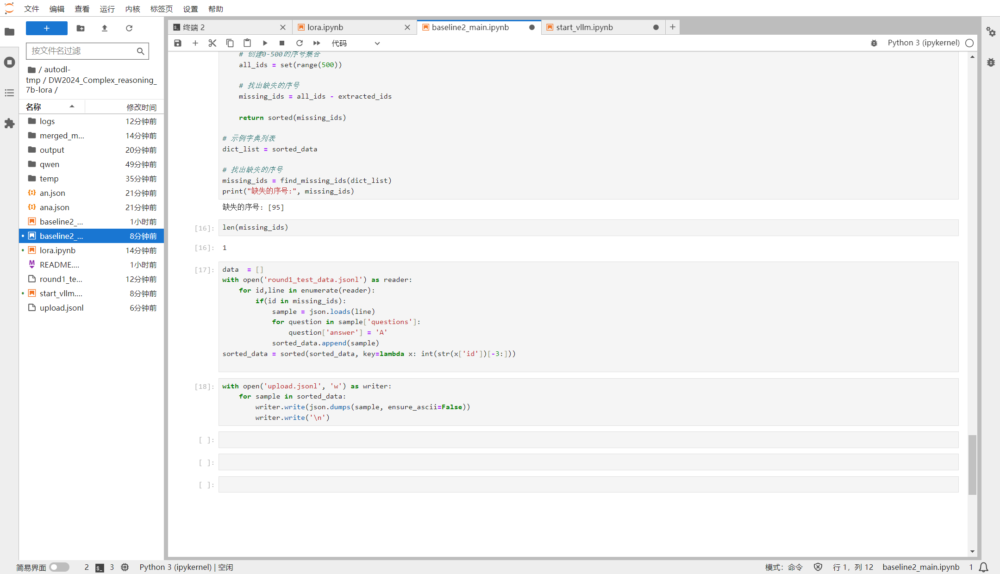 文件 编辑 查看 运行 内核 标签页 设置 帮助
终端 2 lora.ipynb baseline2_main.ipynb start_vllm.ipynb
代码 Python 3 (ipykernel)
按文件名过滤
/ autodl-
tmp / DW2024_Complex_reasoning_
7b-lora /
名称 修改时间
logs 12分钟前
merged_m... 14分钟前
output 20分钟前
qwen 49分钟前
temp 35分钟前
an.json 21分钟前
ana.json 21分钟前
baseline2_... 1小时前
baseline2_... 8分钟前
lora.ipynb 14分钟前
README.... 1小时前
round1_te... 12分钟前
start_vllm.... 8分钟前
upload.jsonl 6分钟前
# 创建0-500的序号集合
all_ids = set(range(500))
# 找出缺失的序号
missing_ids = all_ids - extracted_ids
return sorted(missing_ids)
# 示例字典列表
dict_list = sorted_data
# 找出缺失的序号
missing_ids = find_missing_ids(dict_list)
print("缺失的序号:", missing_ids)
缺失的序号: [95]
[16]: len(missing_ids)
[16]: 1
[17]: data  = []
with open('round1_test_data.jsonl') as reader:
for id,line in enumerate(reader):
if(id in missing_ids):
sample = json.loads(line)
for question in sample['questions']:
question['answer'] = 'A'
sorted_data.append(sample)
sorted_data = sorted(sorted_data, key=lambda x: int(str(x['id'])[-3:]))
[18]: with open('upload.jsonl', 'w') as writer:
for sample in sorted_data:
writer.write(json.dumps(sample, ensure_ascii=False))
writer.write('\n')
[ ]:
[ ]:
[ ]:
简易界面 2 3 Python 3 (ipykernel) | 空闲 模式: 命令 行 1, 列 12 baseline2_main.ipynb 1